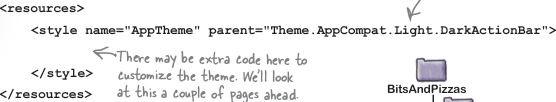 <resources>
<style name="AppTheme" parent="Theme.AppCompat.Light.DarkActionBar">
There may be extra code here to
customize the theme. We'll look
at this a couple of pages ahead.
</style>
</resources>
BitsAndPizzas